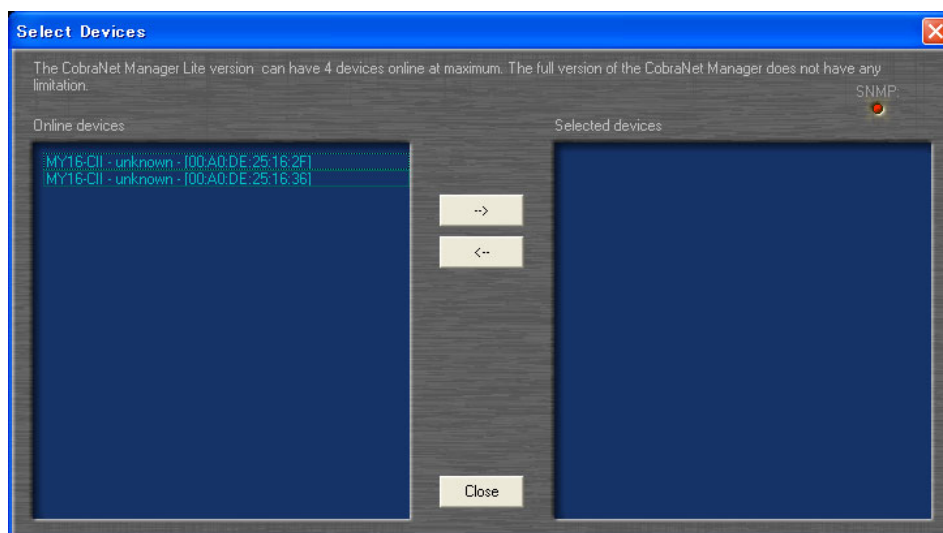 Select Devices
The CobraNet Manager Lite version can have 4 devices online at maximum. The full version of the CobraNet Manager does not have any
limitation.
SNMP:
Online devices
Selected devices
MY16-CII - unknown - [00:A0:DE:25:16:2F]
MY16-CII - unknown - [00:A0:DE:25:16:36]
-->
<--
Close